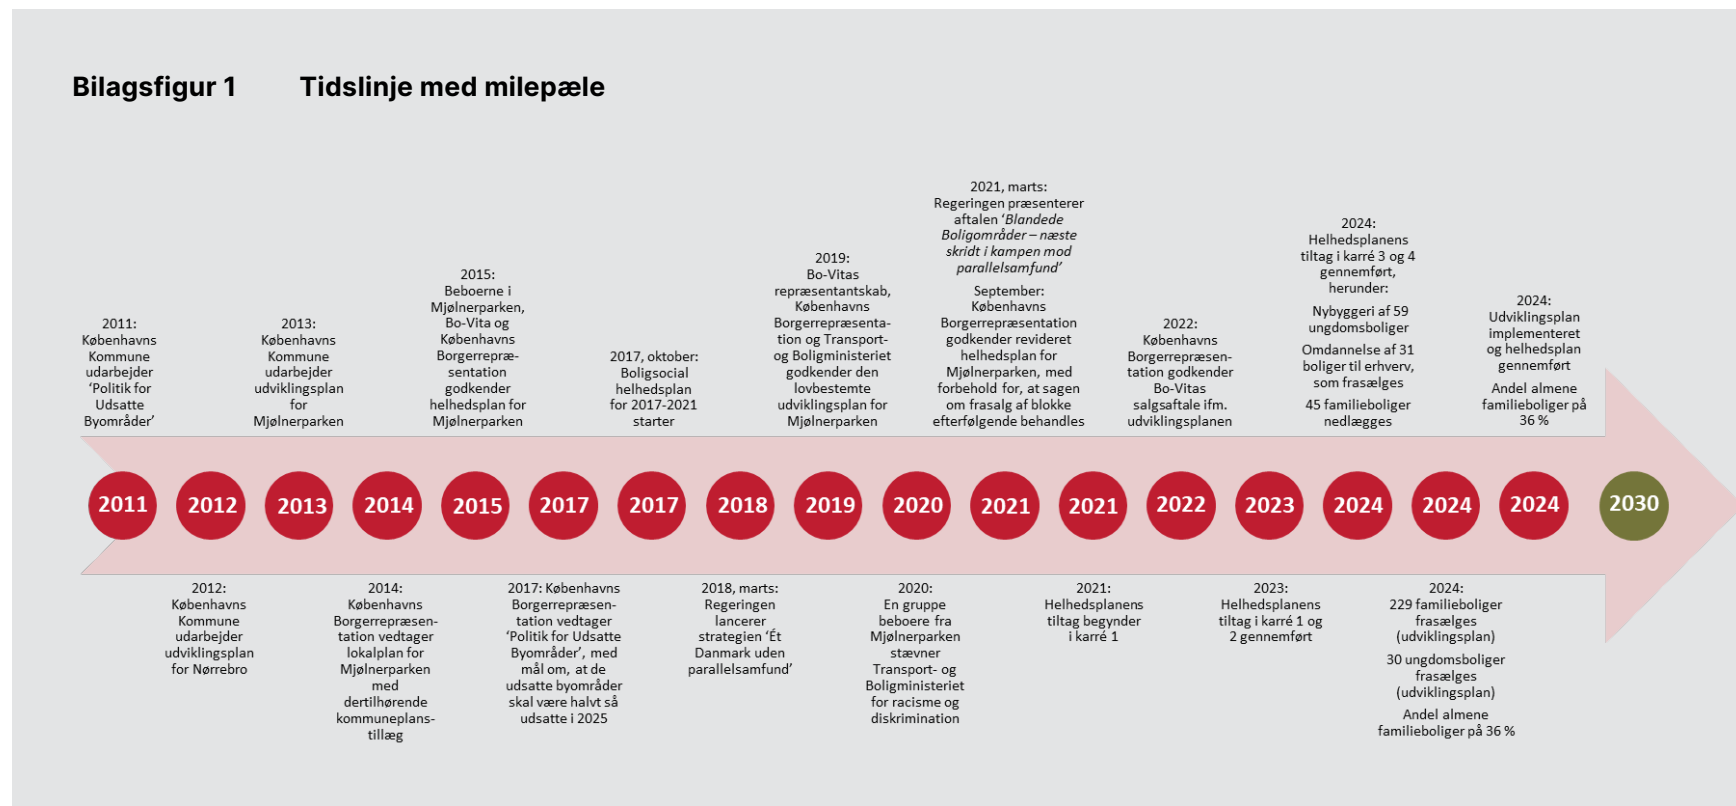 Bilagsfigur 1 Tidslinje med milepæle
2011:
Københavns
Kommune
udarbejder
‘Politik for
Udsatte
Byområder’
2013:
Københavns
Kommune
udarbejder
udviklingsplan
for
Mjølnerparken
2015:
Beboerne i
Mjølnerparken,
Bo-Vita og
Københavns
Borgerrepræ-
sentation
godkender
helhedsplan for
Mjølnerparken
2017, oktober:
Boligsocial
helhedsplan
for 2017-2021
starter
2019:
Bo-Vitas
repræsentantskab,
Københavns
Borgerrepræsenta-
tion og Transport-
og Boligministeriet
godkender den
lovbestemte
udviklingsplan for
Mjølnerparken
2021, marts:
Regeringen præsenterer
aftalen ‘Blandede
Boligområder – næste
skridt i kampen mod
parallelsamfund’
September:
Københavns
Borgerrepræsentation
godkender revideret
helhedsplan for
Mjølnerparken, med
forbehold for, at sagen
om frasalg af blokke
efterfølgende behandles
2022:
Københavns
Borgerrepræsen-
tation godkender
Bo-Vitas
salgsaftale ifm.
udviklingsplanen
2024:
Helhedsplanens
tiltag i karré 3 og 4
gennemført,
herunder:
Nybyggeri af 59
ungdomsboliger
Omdannelse af 31
boliger til erhverv,
som frasælges
45 familieboliger
nedlægges
2024:
Udviklingsplan
implementeret
og helhedsplan
gennemført
Andel almene
familieboliger på
36 %
2011 2012 2013 2014 2015 2017 2017 2018 2019 2020 2021 2021 2022 2023 2024 2024 2024 2030
2012:
Københavns
Kommune
udarbejder
udviklingsplan
for Nørrebro
2014:
Københavns
Borgerrepræsen-
tation vedtager
lokalplan for
Mjølnerparken
med
dertilhørende
kommuneplans-
tillæg
2017: Københavns
Borgerrepræsen-
tation vedtager
‘Politik for Udsatte
Byområder’, med
mål om, at de
udsatte byområder
skal være halvt så
udsatte i 2025
2018, marts:
Regeringen
lancerer
strategien ‘Ét
Danmark uden
parallelsamfund’
2020:
En gruppe
beboere fra
Mjølnerparken
stævner
Transport- og
Boligministeriet
for racisme og
diskrimination
2021:
Helhedsplanens
tiltag begynder
i karré 1
2023:
Helhedsplanens
tiltag i karré 1 og
2 gennemført
2024:
229 familieboliger
frasælges
(udviklingsplan)
30 ungdomsboliger
frasælges
(udviklingsplan)
Andel almene
familieboliger på 36 %